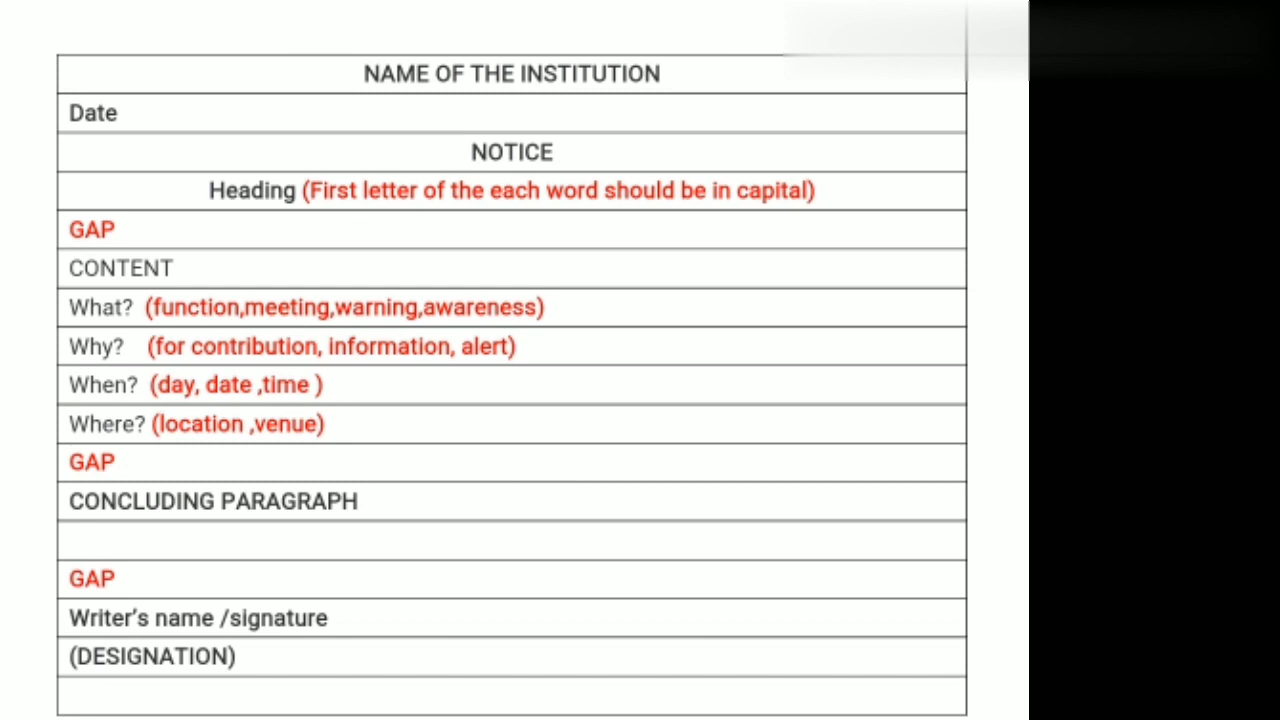 NAME OF THE INSTITUTION
Date
NOTICE
Heading (First letter of the each word should be in capital)
GAP
CONTENT
What? (function,meeting,warning,awareness)
Why? (for contribution, information, alert)
When? (day, date ,time )
Where? (location ,venue)
GAP
CONCLUDING PARAGRAPH
GAP
Writer’s name /signature
(DESIGNATION)